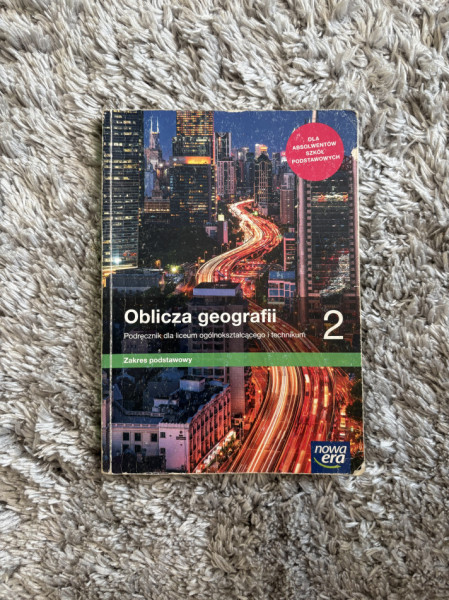 DLA
ABSOLWENTÓW
SZKÓŁ
PODSTAWOWYCH
Oblicza geografii 2
Podręcznik dla liceum ogólnokształcącego i technikum
Zakres podstawowy
nowa
era